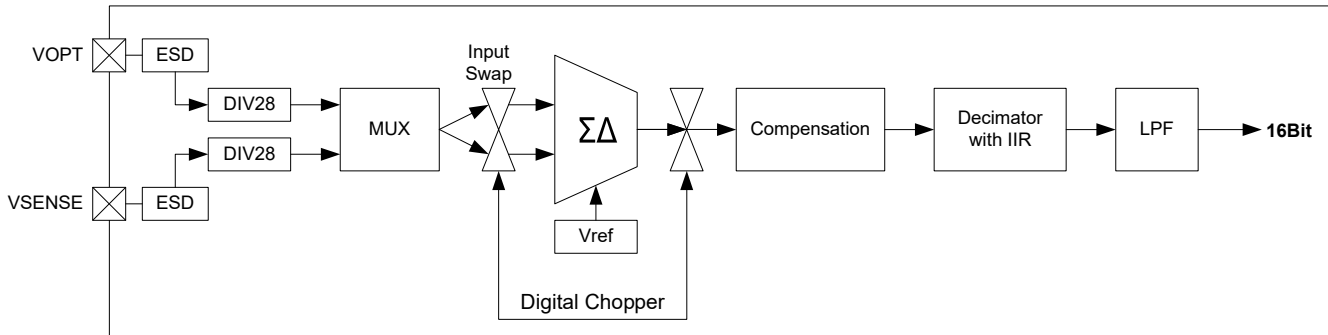 VOPT
ESD
DIV28
DIV28
VSENSE
ESD
MUX
Input
Swap
ΣΔ
Vref
Digital Chopper
Compensation
Decimator
with IIR
LPF
16Bit